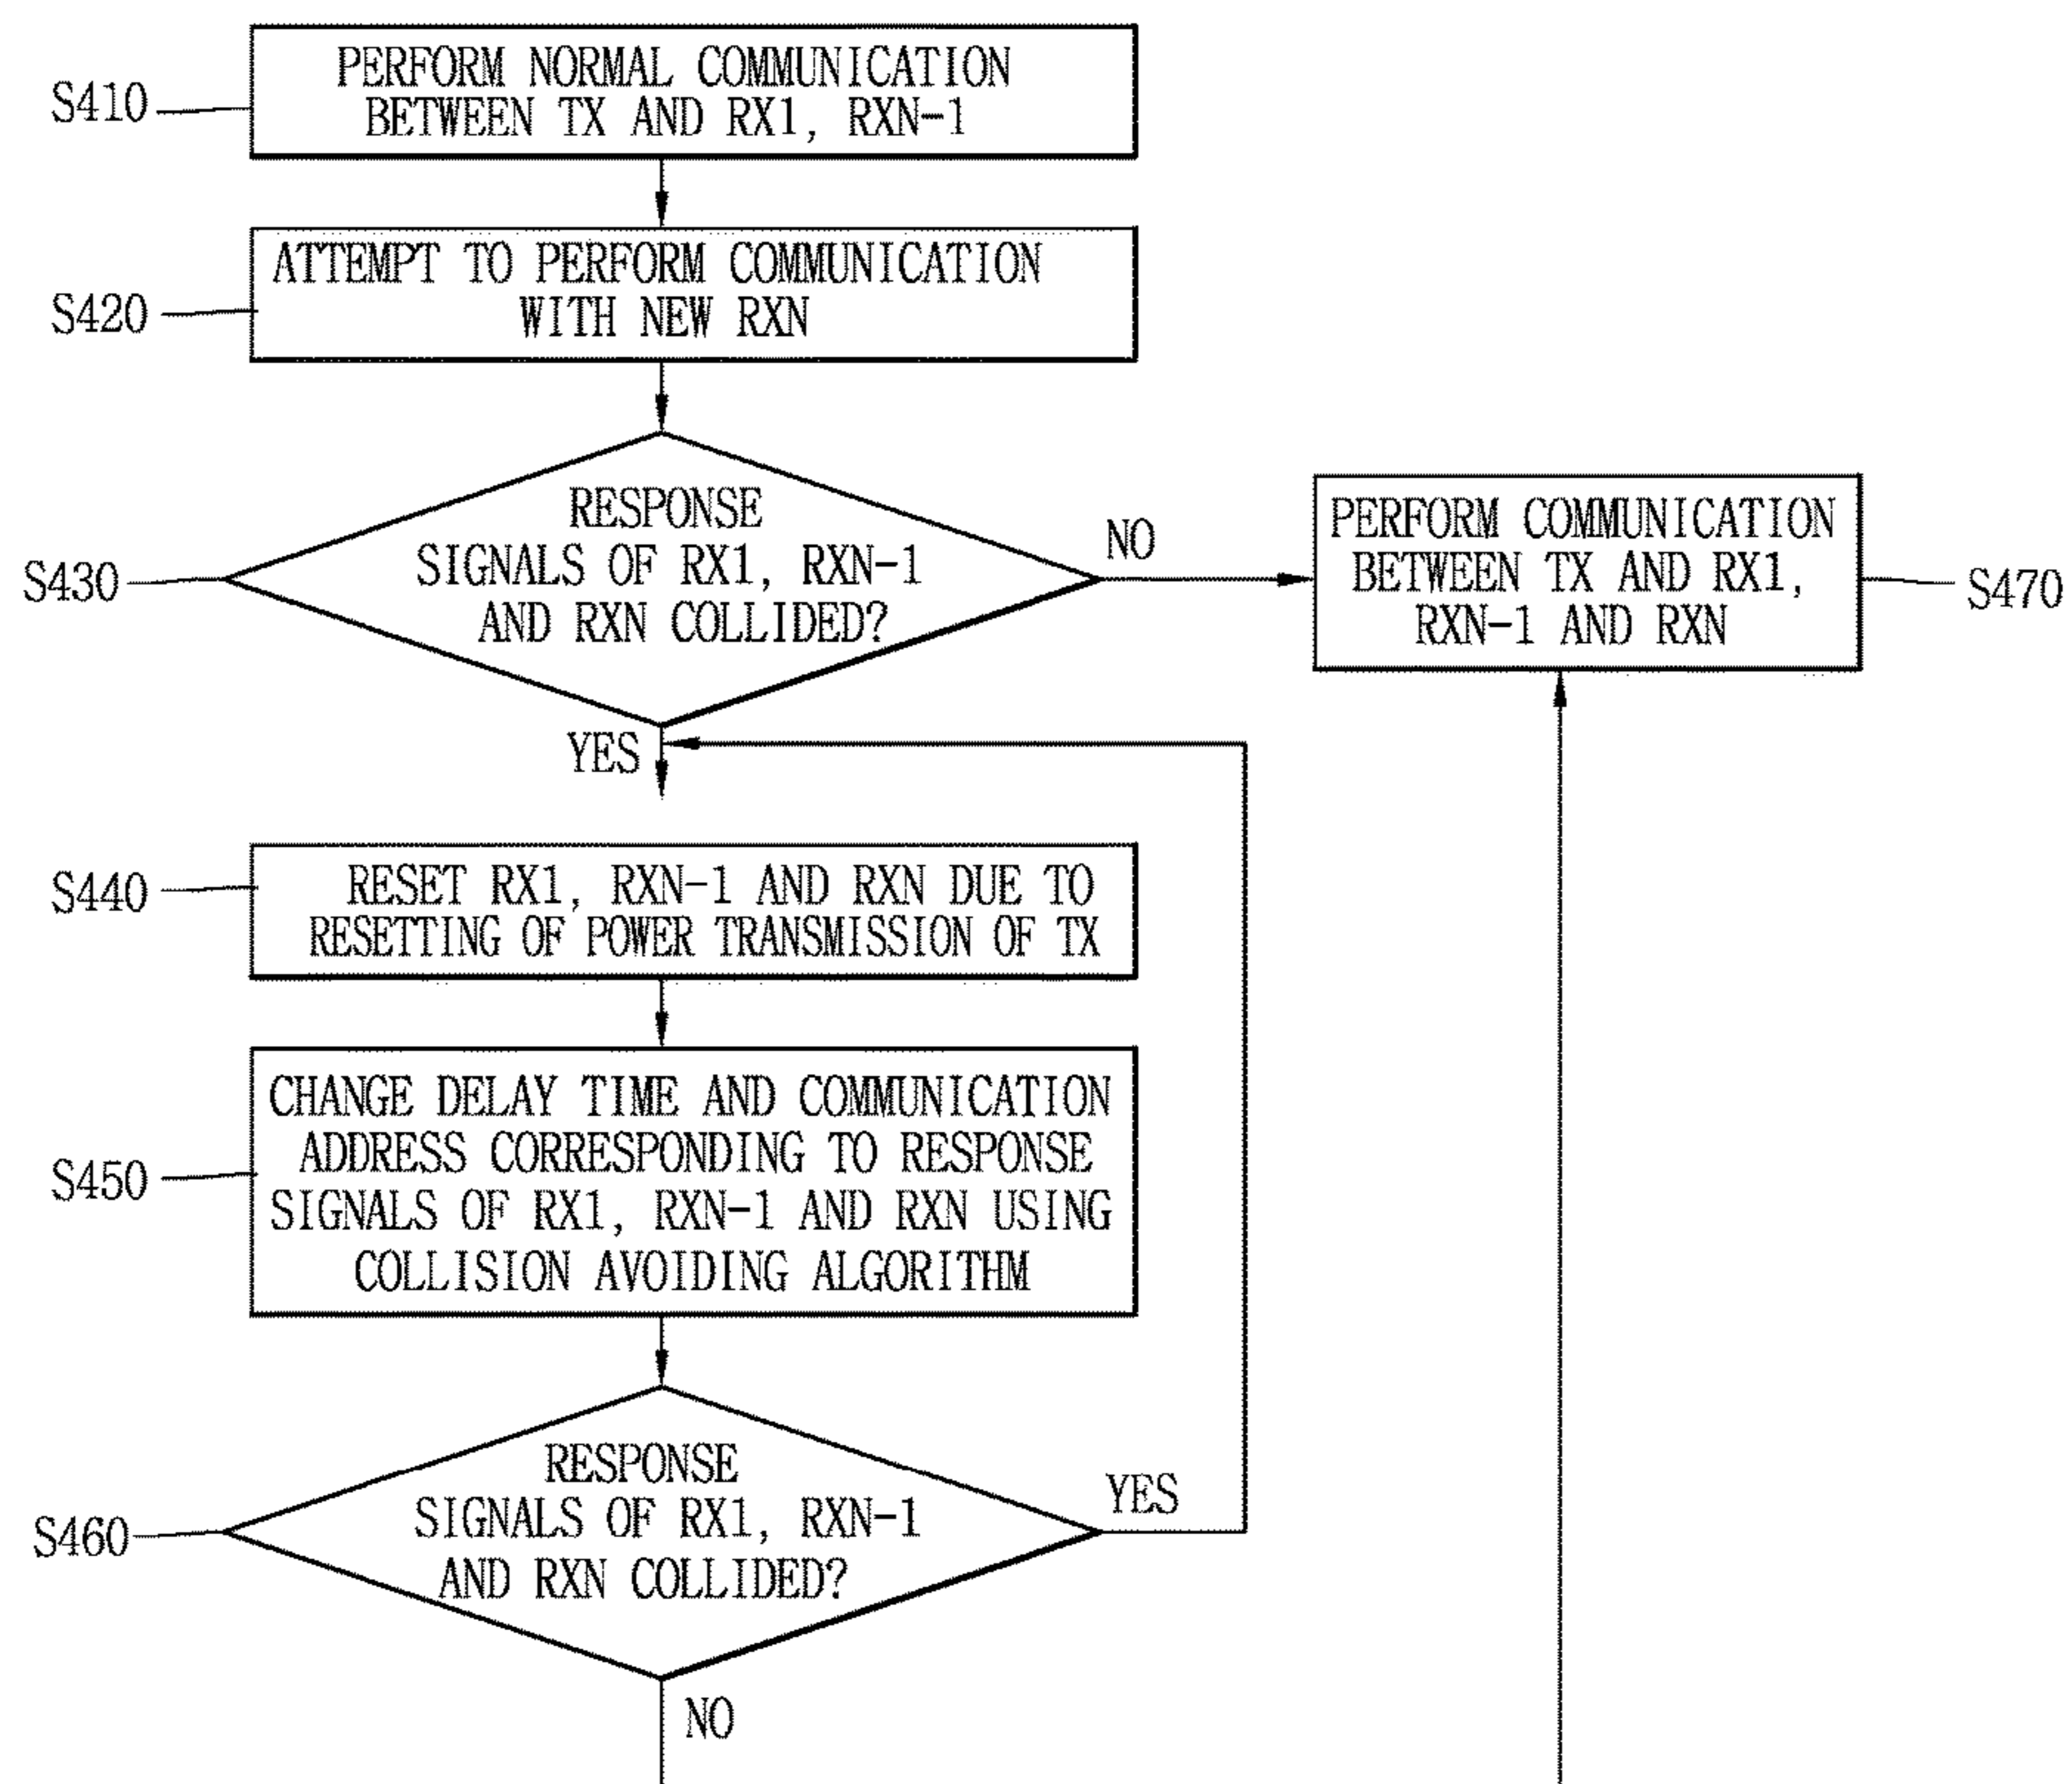 S410
PERFORM NORMAL COMMUNICATION
BETWEEN TX AND RX1, RXN-1
S420
ATTEMPT TO PERFORM COMMUNICATION
WITH NEW RXN
S430
RESPONSE
SIGNALS OF RX1, RXN-1
AND RXN COLLIDED?
NO
PERFORM COMMUNICATION
BETWEEN TX AND RX1,
RXN-1 AND RXN
S470
YES
S440
RESET RX1, RXN-1 AND RXN DUE TO
RESETTING OF POWER TRANSMISSION OF TX
S450
CHANGE DELAY TIME AND COMMUNICATION
ADDRESS CORRESPONDING TO RESPONSE
SIGNALS OF RX1, RXN-1 AND RXN USING
COLLISION AVOIDING ALGORITHM
S460
RESPONSE
SIGNALS OF RX1, RXN-1
AND RXN COLLIDED?
YES
NO